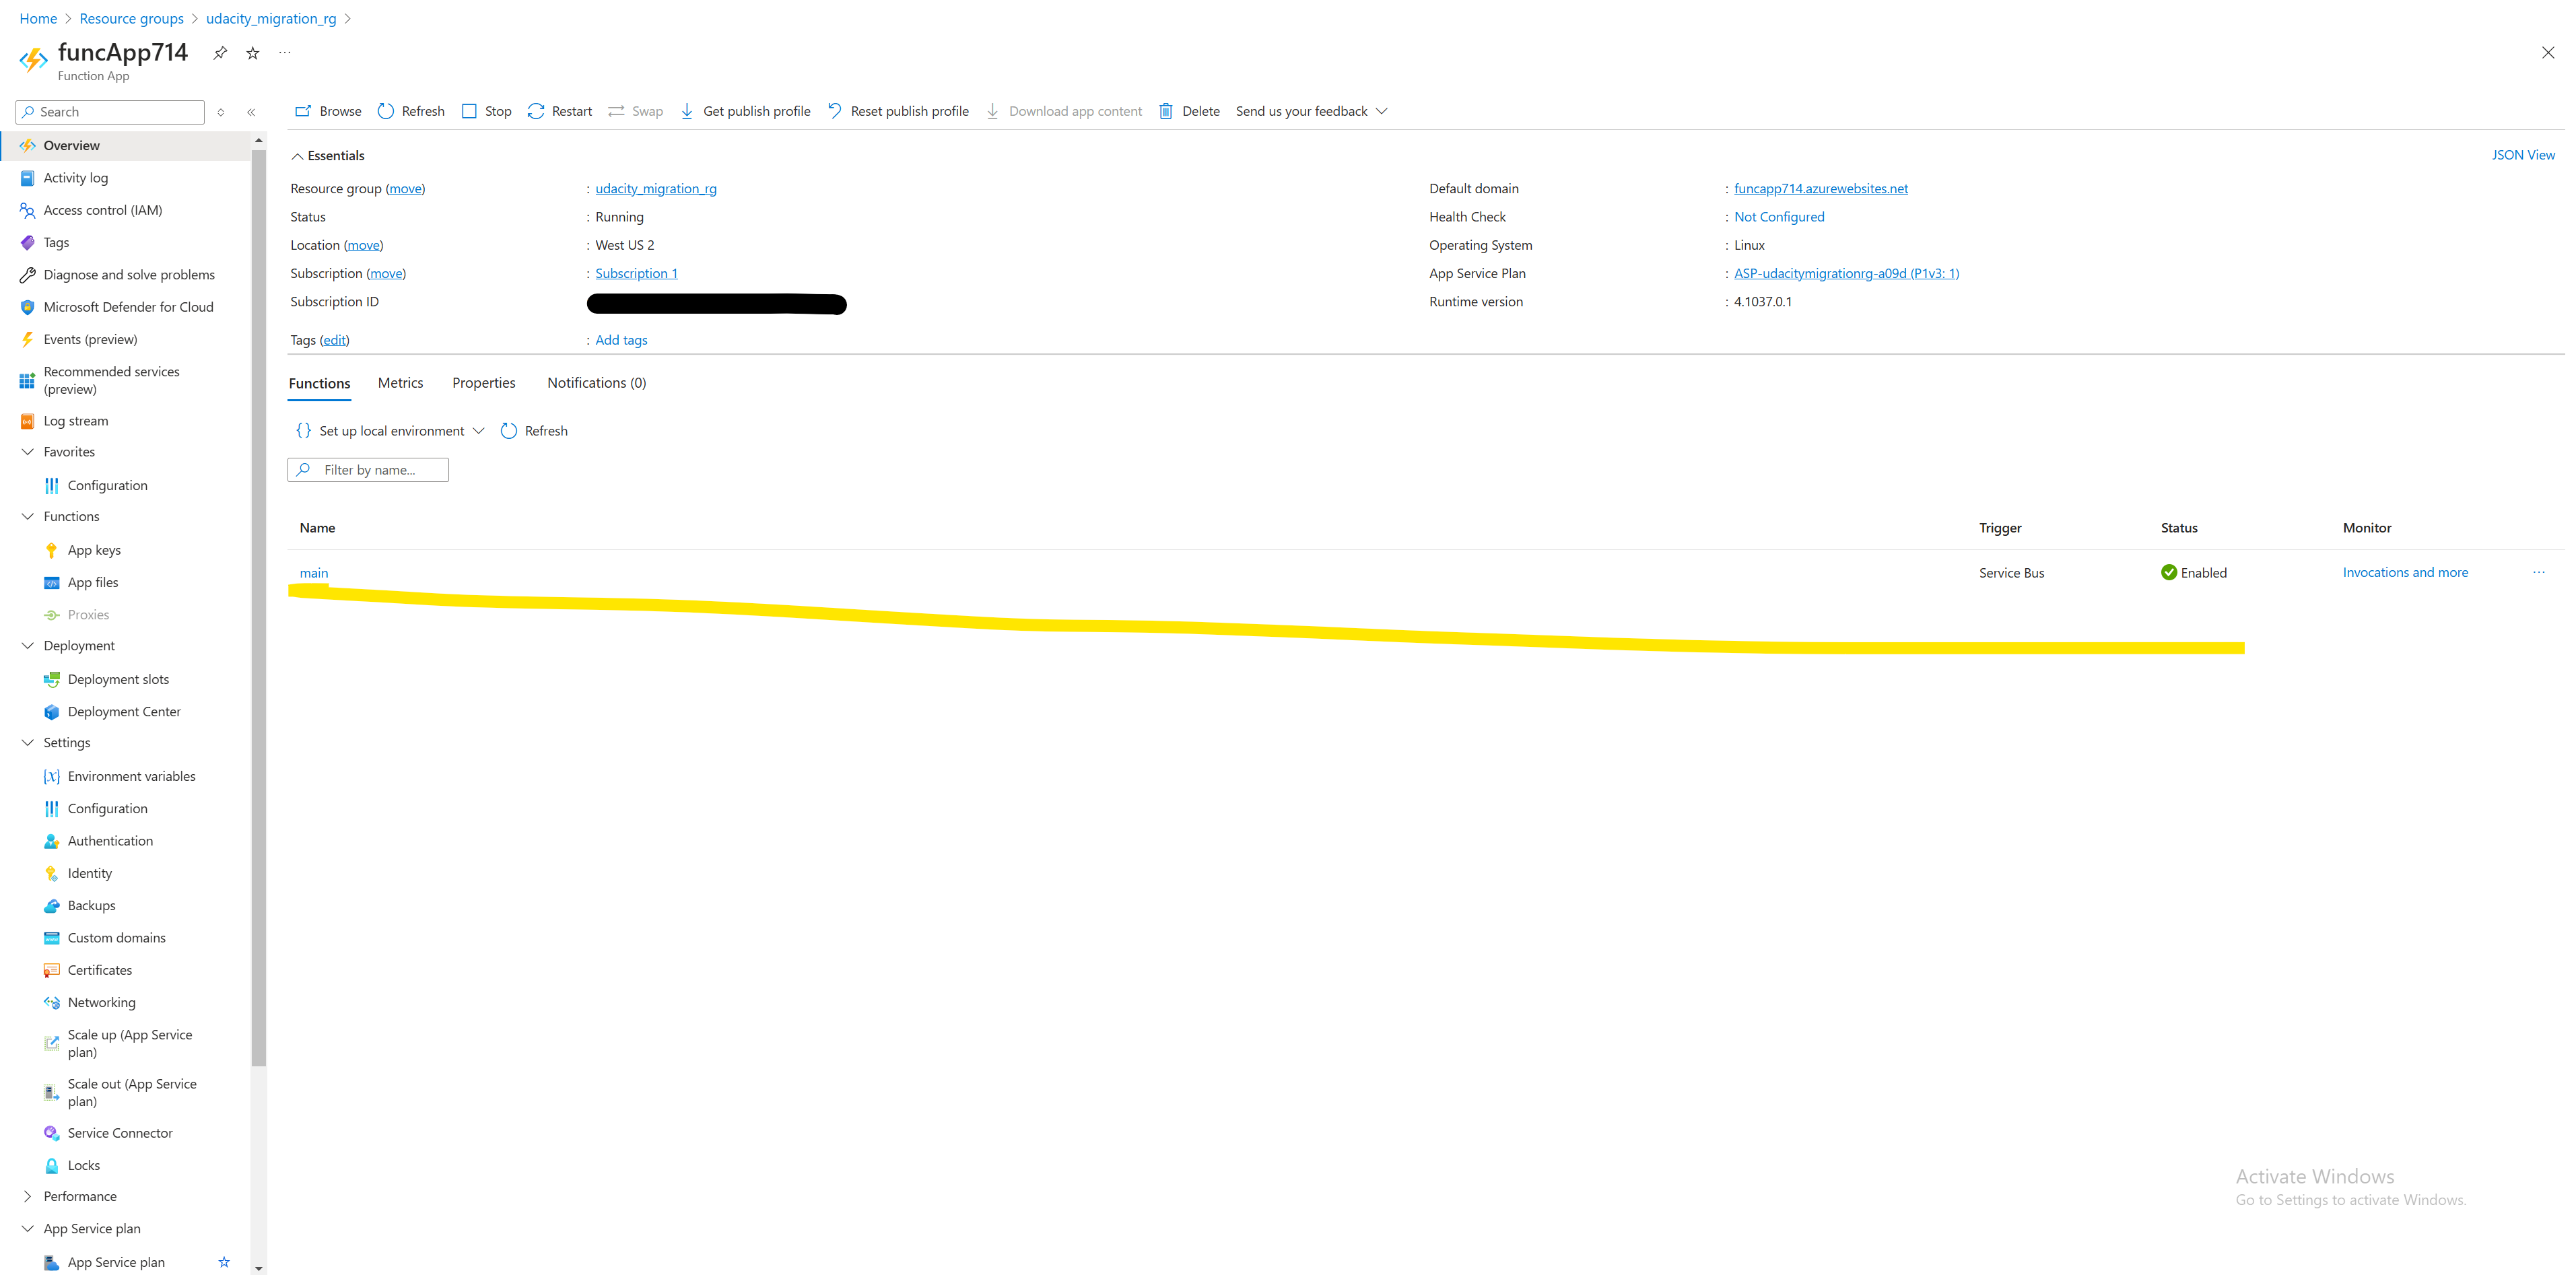 Home > Resource groups > udacity_migration_rg >
funcApp714 ...
Function App
Search
Overview
Activity log
Access control (IAM)
Tags
Diagnose and solve problems
Microsoft Defender for Cloud
Events (preview)
Recommended services
(preview)
Log stream
Favorites
Configuration
Functions
App keys
App files
Proxies
Deployment
Deployment slots
Deployment Center
Settings
Environment variables
Configuration
Authentication
Identity
Backups
Custom domains
Certificates
Networking
Scale up (App Service
plan)
Scale out (App Service
plan)
Service Connector
Locks
Performance
App Service plan
App Service plan
Browse Refresh Stop Restart Swap Get publish profile Reset publish profile Download app content Delete Send us your feedback
Essentials JSON View
Resource group (move) : udacity_migration_rg
Status : Running
Location (move) : West US 2
Subscription (move) : Subscription 1
Subscription ID
Tags (edit) : Add tags
Default domain : funcapp714.azurewebsites.net
Health Check : Not Configured
Operating System : Linux
App Service Plan : ASP-udacitymigrationrg-a09d (P1v3: 1)
Runtime version : 4.1037.0.1
Functions Metrics Properties Notifications (0)
{} Set up local environment Refresh
Filter by name...
Name Trigger Status Monitor
main Service Bus Enabled Invocations and more ...
Activate Windows
Go to Settings to activate Windows.